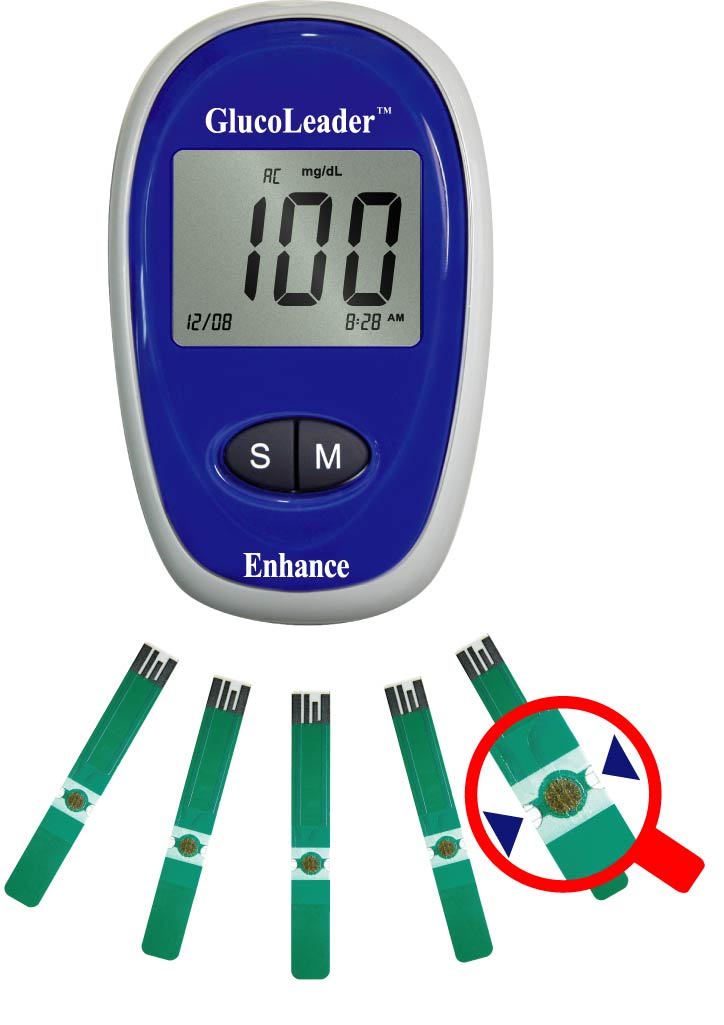 GlucoLeader™
AC mg/dL
100
12/08 8:28 AM
S M
Enhance